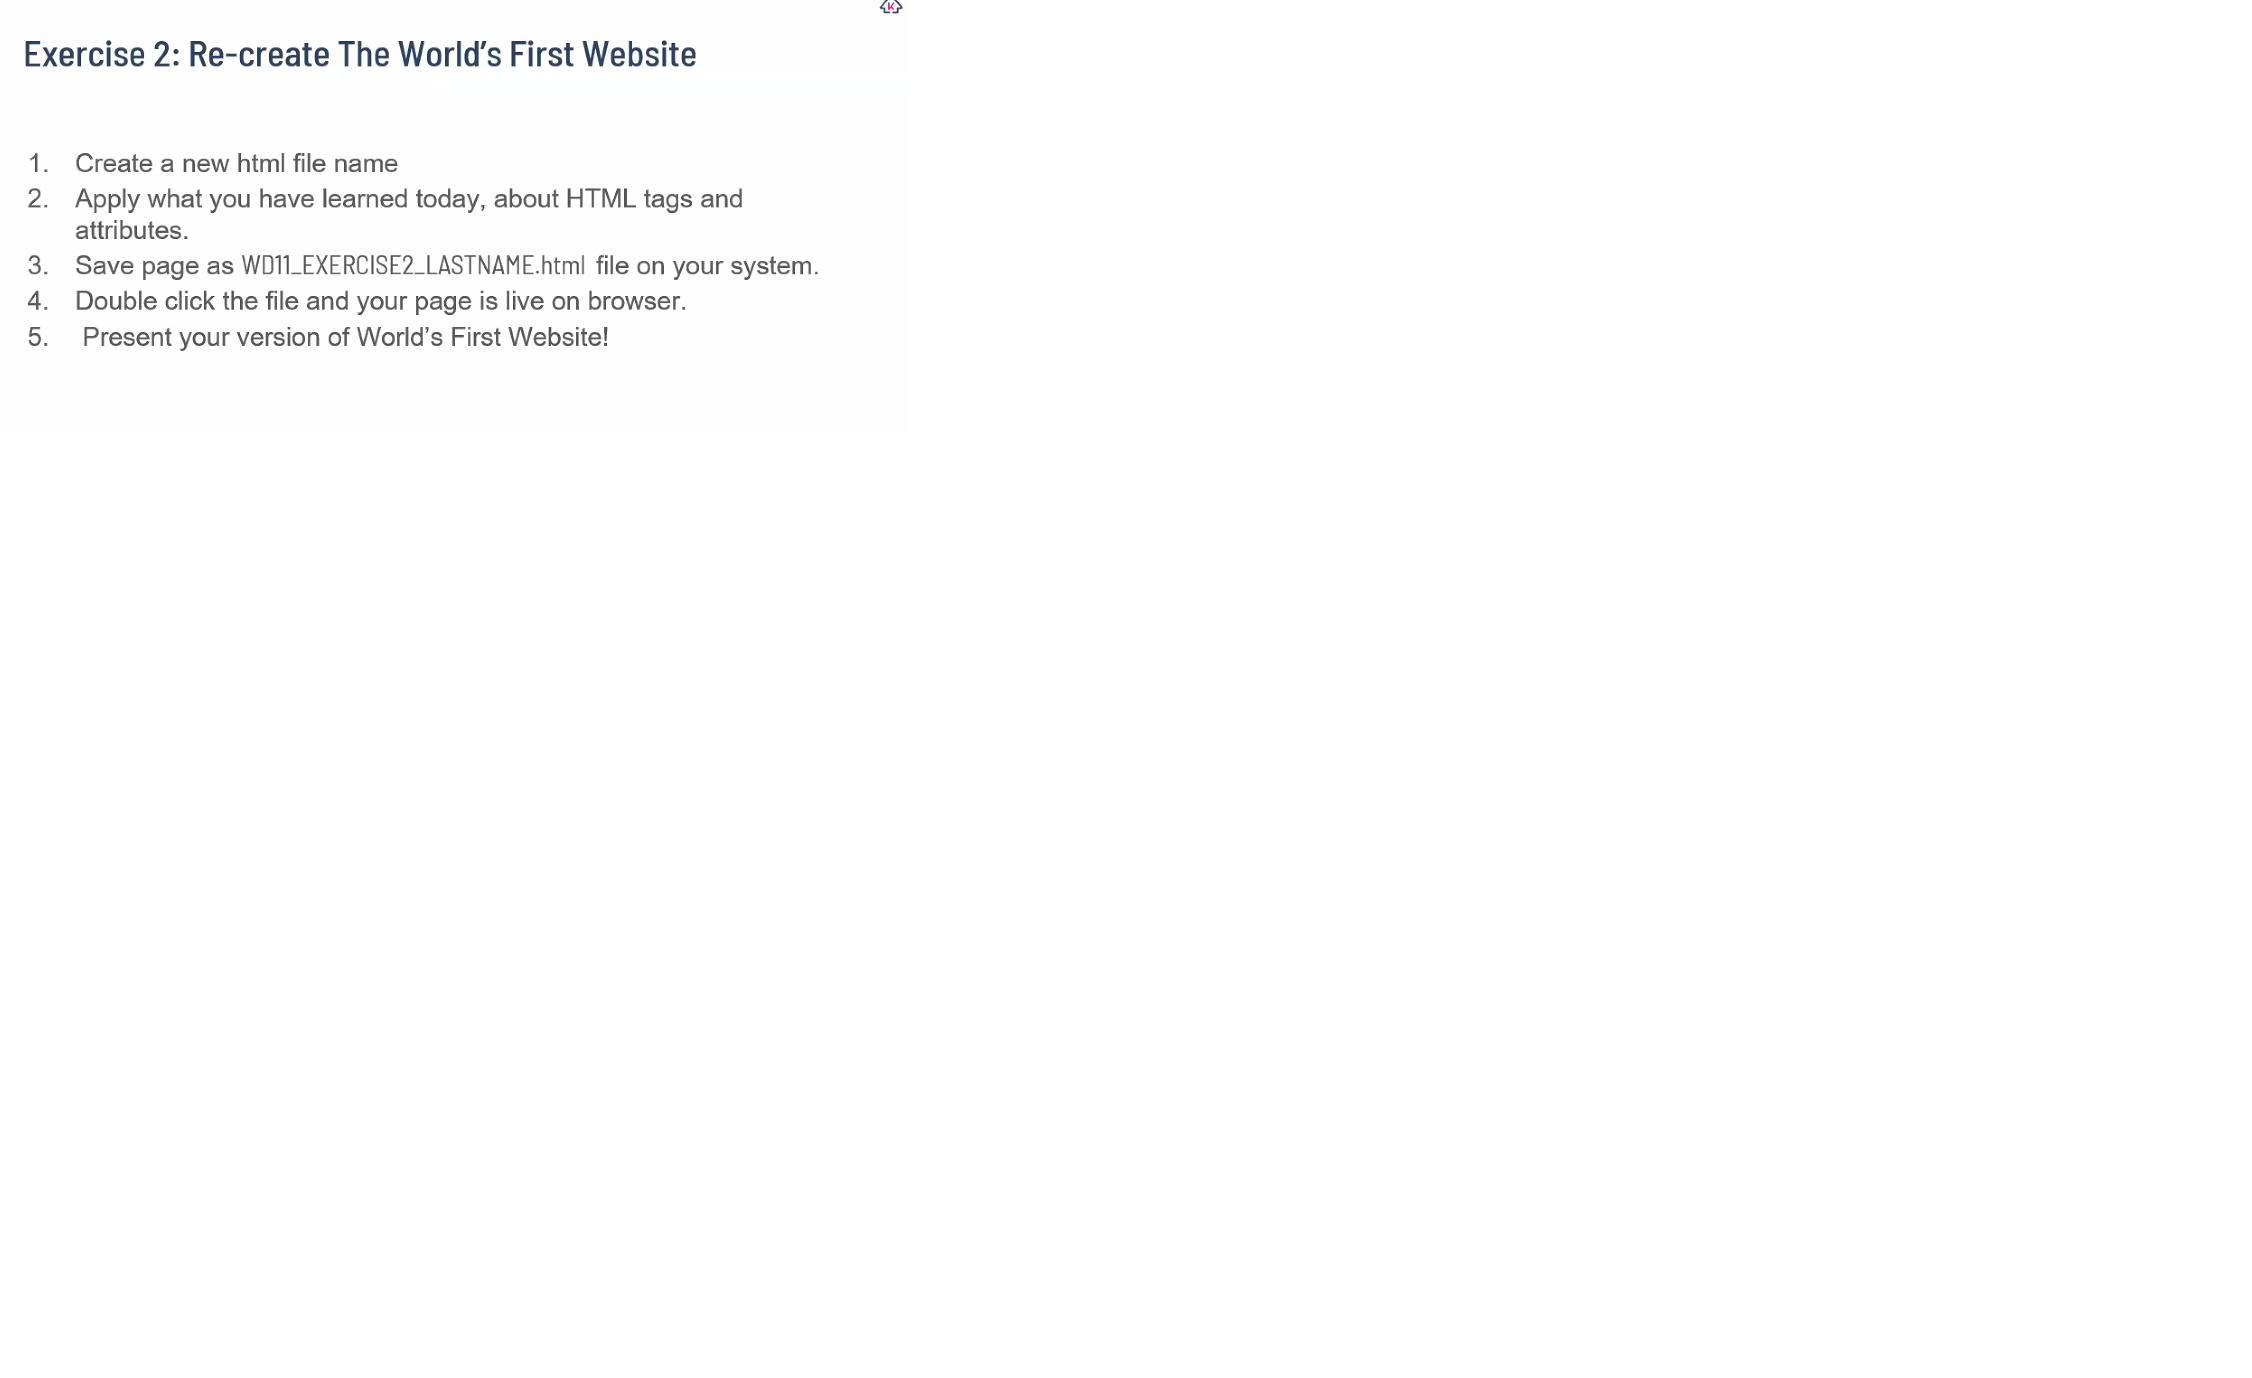 K
Exercise 2: Re-create The World's First Website
1. Create a new html file name
2. Apply what you have learned today, about HTML tags and
attributes.
3. Save page as WD11_EXERCISE2_LASTNAME.html file on your system.
4. Double click the file and your page is live on browser.
5. Present your version of World's First Website!